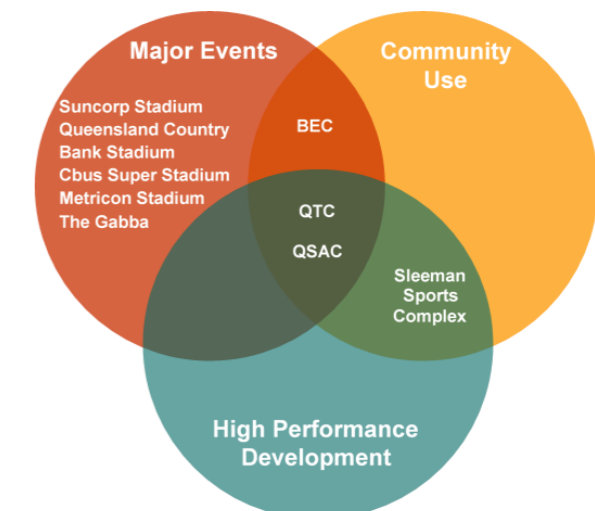 Major Events
Community
Use
Suncorp Stadium
Queensland Country
Bank Stadium
Cbus Super Stadium
Metricon Stadium
The Gabba
BEC
QTC
QSAC
Sleeman
Sports
Complex
High Performance
Development